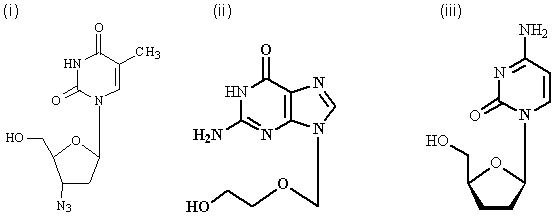 (i) (ii) (iii)
O
CH3
HN
O N
HO
O
N3
O
HN N
H2N N N
O
HO
NH2
N
O N
HO
O